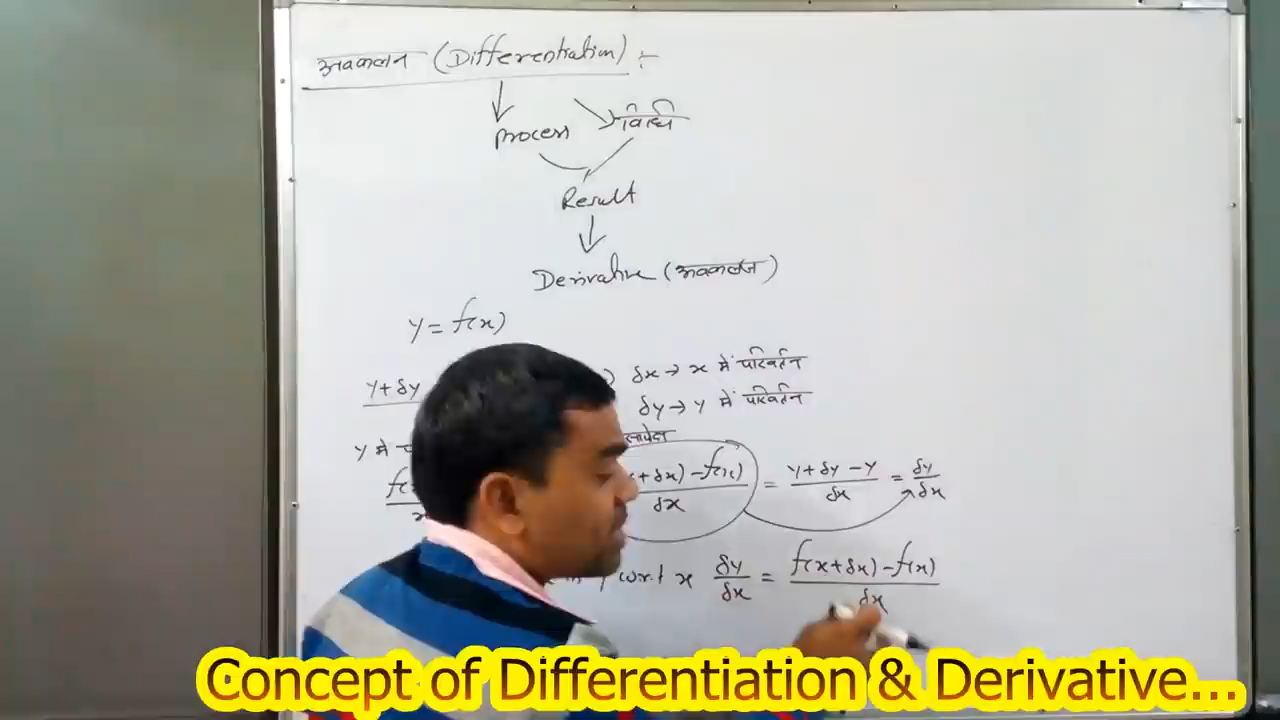 अवकलन (Differentiation) :-
Process विधि
Result
Derivative (अवकलज)
y = f(x)
y + δy ) δx → x में परिवर्तन
δy → y में परिवर्तन
y में सापेक्ष
f( + δx) - f(x) / δx = y + δy - y / δx = δy / δx
y w.r.t x δy / δx = f(x + δx) - f(x) / δx
Concept of Differentiation & Derivative...